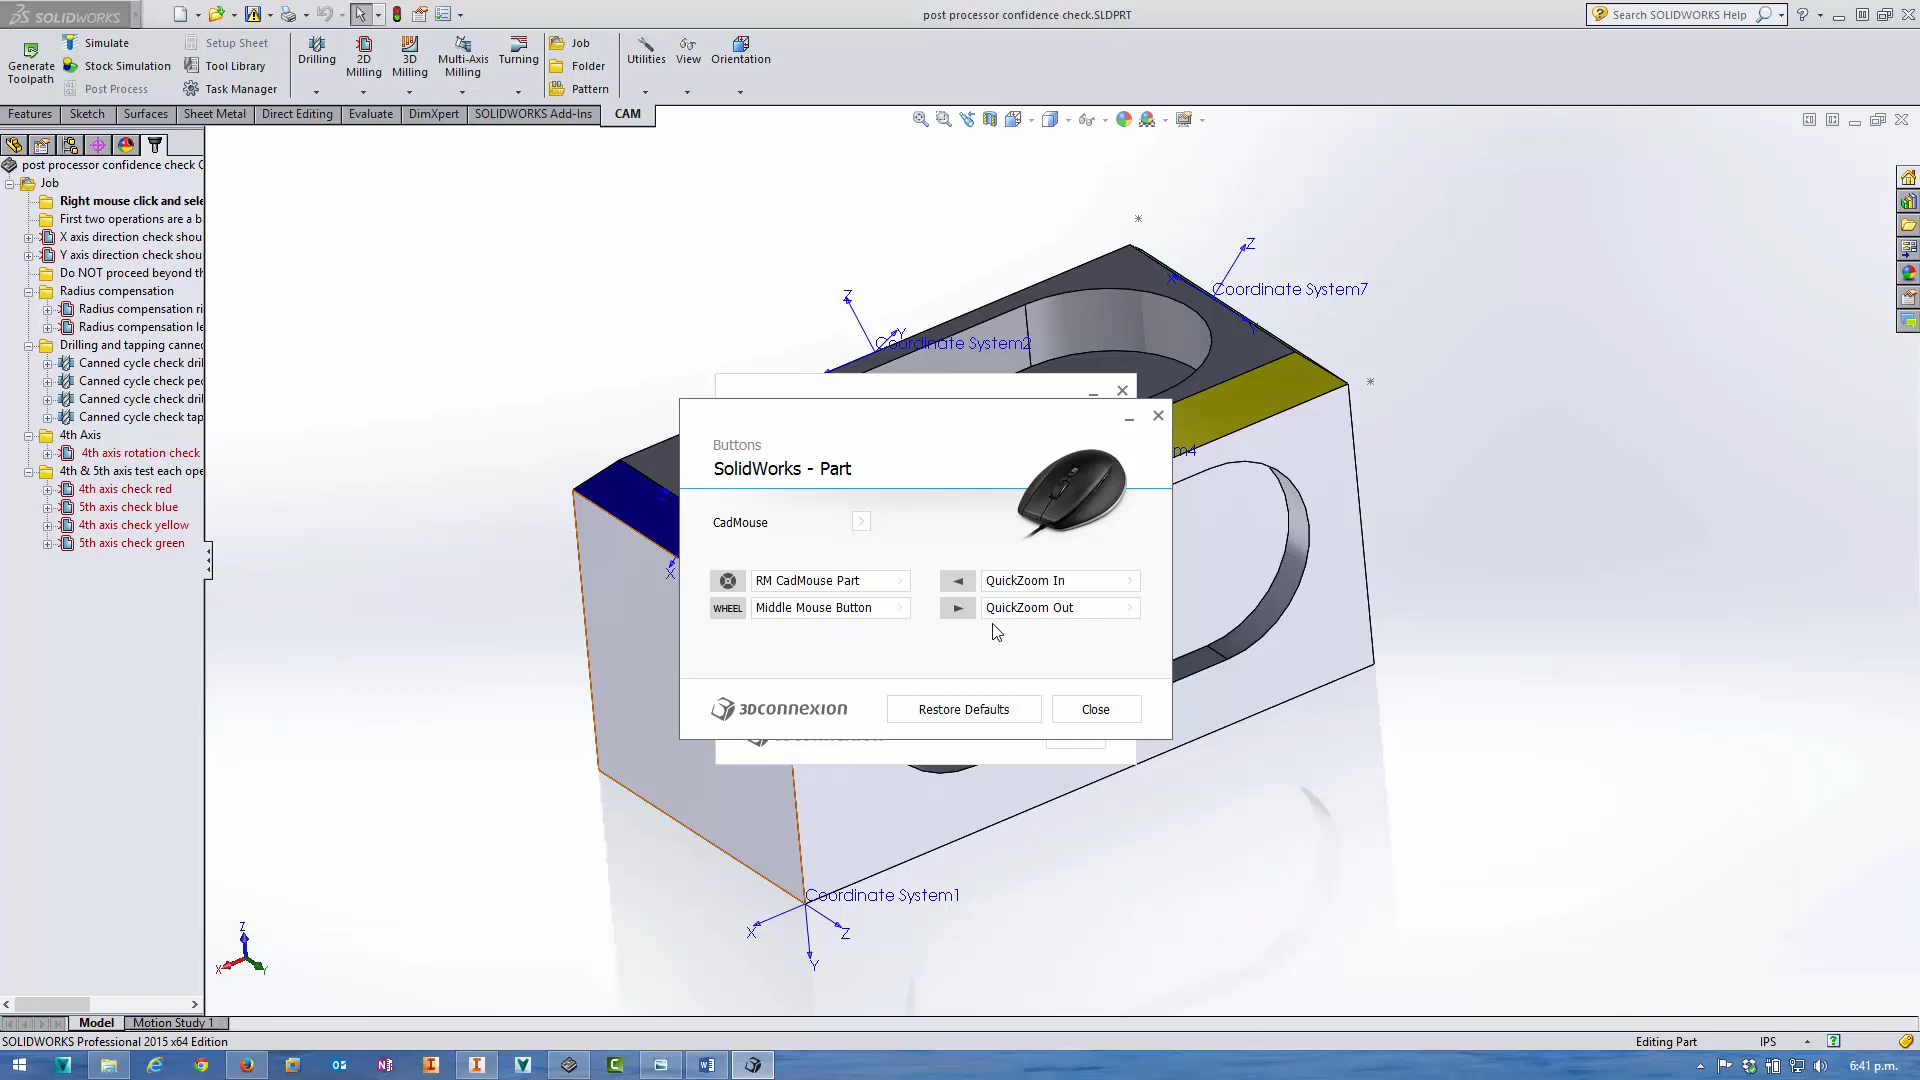 SOLIDWORKS
post processor confidence check.SLDPRT
Search SOLIDWORKS Help
Generate Toolpath
Simulate
Stock Simulation
Post Process
Setup Sheet
Tool Library
Task Manager
Drilling
2D Milling
3D Milling
Multi-Axis Milling
Turning
Job
Folder
Pattern
Utilities
View
Orientation
Features
Sketch
Surfaces
Sheet Metal
Direct Editing
Evaluate
DimXpert
SOLIDWORKS Add-Ins
CAM
post processor confidence check C
Job
Right mouse click and sele
First two operations are a b
X axis direction check shou
Y axis direction check shou
Do NOT proceed beyond th
Radius compensation
Radius compensation ri
Radius compensation le
Drilling and tapping canned
Canned cycle check dril
Canned cycle check pec
Canned cycle check dril
Canned cycle check tap
4th Axis
4th axis rotation check
4th & 5th axis test each ope
4th axis check red
5th axis check blue
4th axis check yellow
5th axis check green
Z
X
Coordinate System7
Y
Z
Y
Coordinate System2
m4
X
Coordinate System1
X
Z
Y
Z
X
Y
Buttons
SolidWorks - Part
CadMouse
RM CadMouse Part
QuickZoom In
WHEEL
Middle Mouse Button
QuickZoom Out
3Dconnexion
Restore Defaults
Close
Model
Motion Study 1
SOLIDWORKS Professional 2015 x64 Edition
Editing Part
IPS
6:41 p.m.